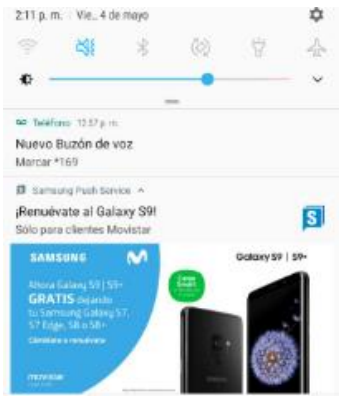 2:11 p. m. Vie., 4 de mayo
Teléfono 12:57 p. m.
Nuevo Buzón de voz
Marcar *169
Samsung Push Service
¡Renuévate al Galaxy S9!
Sólo para clientes Movistar
S
SAMSUNG
Galaxy S9 | S9+
Ahora Galaxy S9 | S9+
GRATIS dejando
tu Samsung Galaxy S7,
S7 Edge, S8 o S8+
Cámbiate o renuévate
movistar